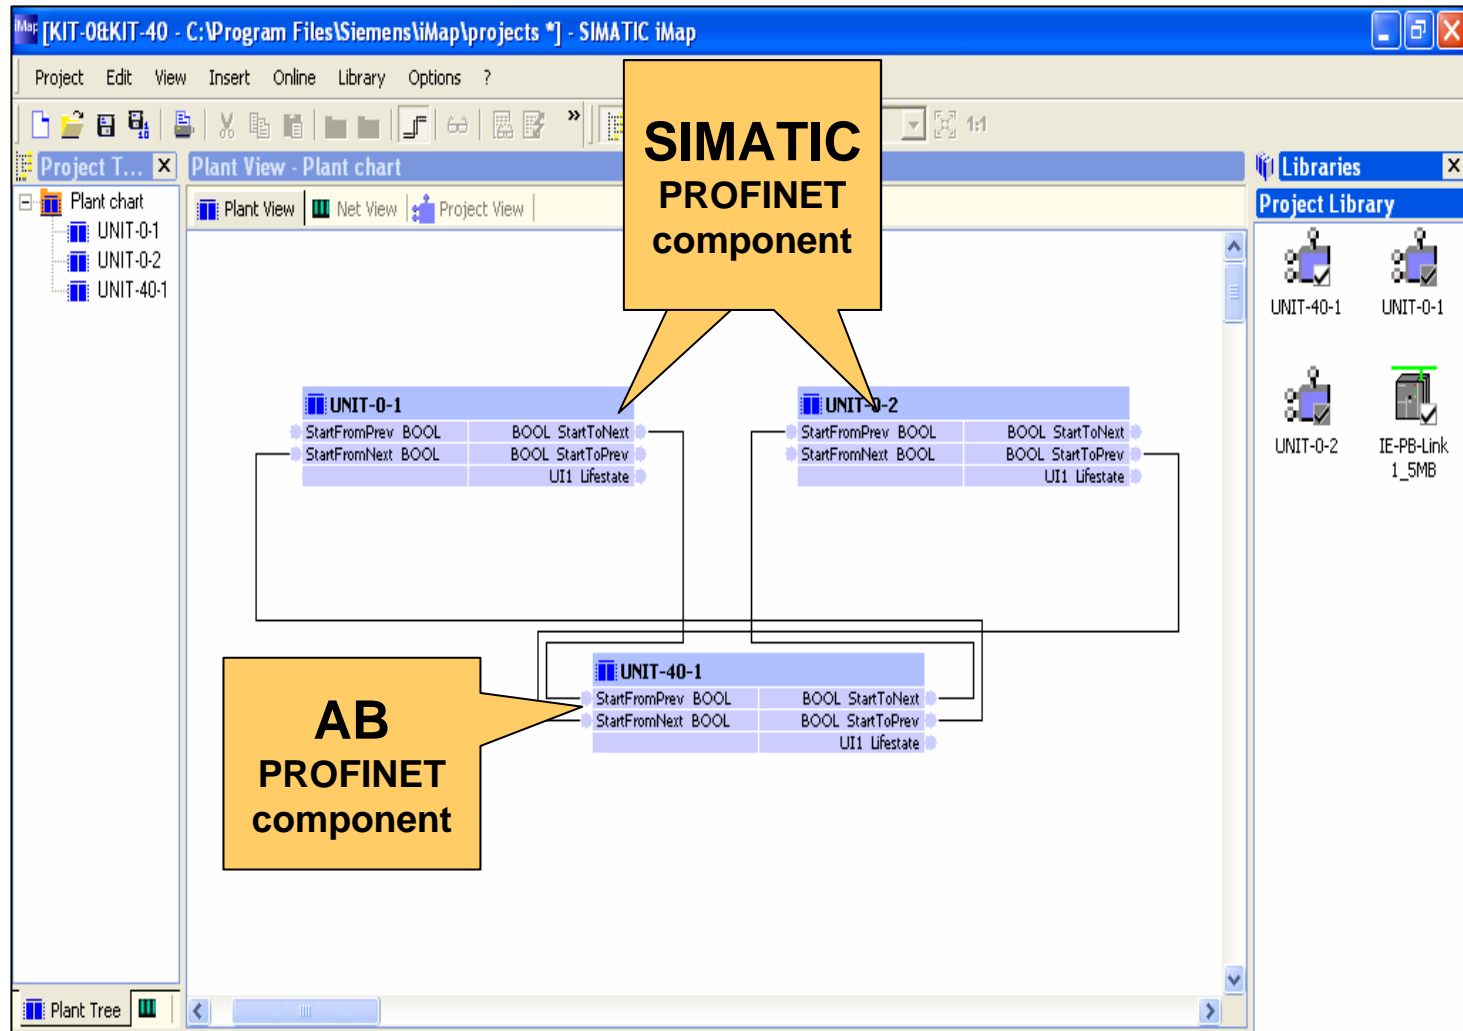 iMap [KIT-0&KIT-40 - C:\Program Files\Siemens\iMap\projects *] - SIMATIC iMap
Project Edit View Insert Online Library Options ?
1:1
Project T...
Plant View - Plant chart
Libraries
Plant View Net View Project View
Project Library
Plant chart
UNIT-0-1
UNIT-0-2
UNIT-40-1
SIMATIC
PROFINET
component
UNIT-40-1 UNIT-0-1
UNIT-0-2 IE-PB-Link
1_5MB
UNIT-0-1
StartFromPrev BOOL BOOL StartToNext
StartFromNext BOOL BOOL StartToPrev
UI1 Lifestate
UNIT-0-2
StartFromPrev BOOL BOOL StartToNext
StartFromNext BOOL BOOL StartToPrev
UI1 Lifestate
UNIT-40-1
StartFromPrev BOOL BOOL StartToNext
StartFromNext BOOL BOOL StartToPrev
UI1 Lifestate
AB
PROFINET
component
Plant Tree